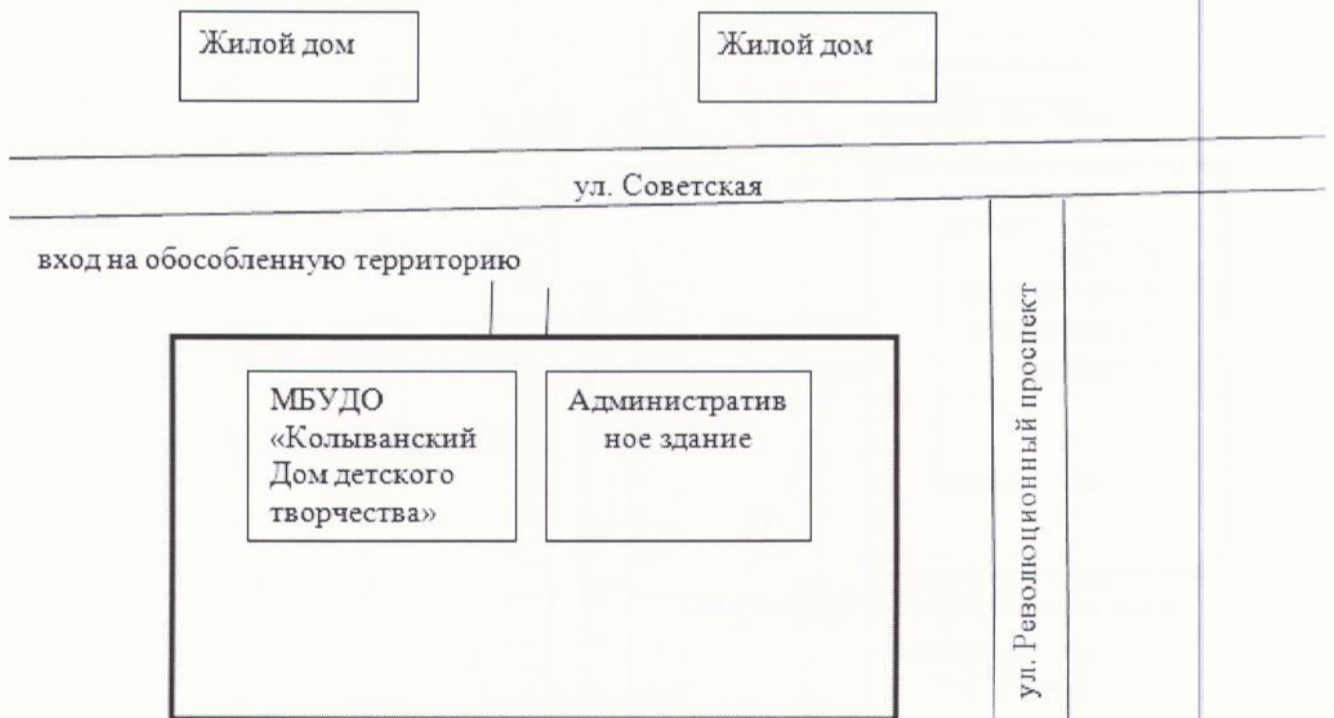 Жилой дом
Жилой дом
ул. Советская
вход на обособленную территорию
МБУДО
«Колыванский
Дом детского
творчества»
Административ
ное здание
ул. Революционный проспект